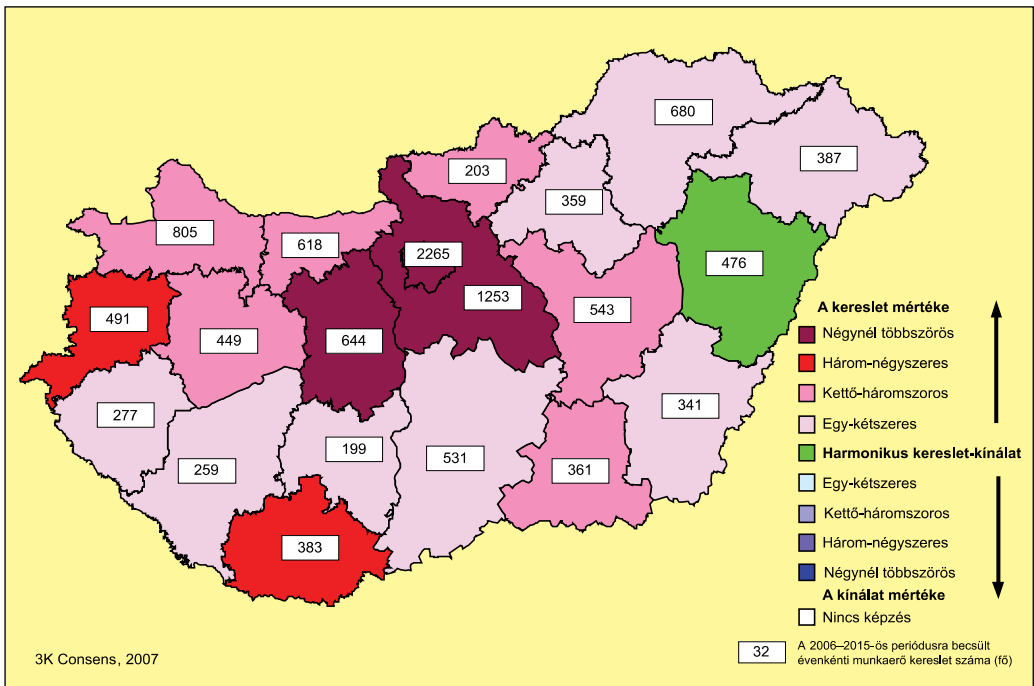 680
387
203
359
805
618
2265
476
1253
491
543
449
644
341
277
199
531
259
361
383
A kereslet mértéke
Négynél többszörös
Három-négyszeres
Kettő-háromszoros
Egy-kétszeres
Harmonikus kereslet-kínálat
Egy-kétszeres
Kettő-háromszoros
Három-négyszeres
Négynél többszörös
A kínálat mértéke
Nincs képzés
32
A 2006–2015-ös periódusra becsült
évenkénti munkaerő kereslet száma (fő)
3K Consens, 2007